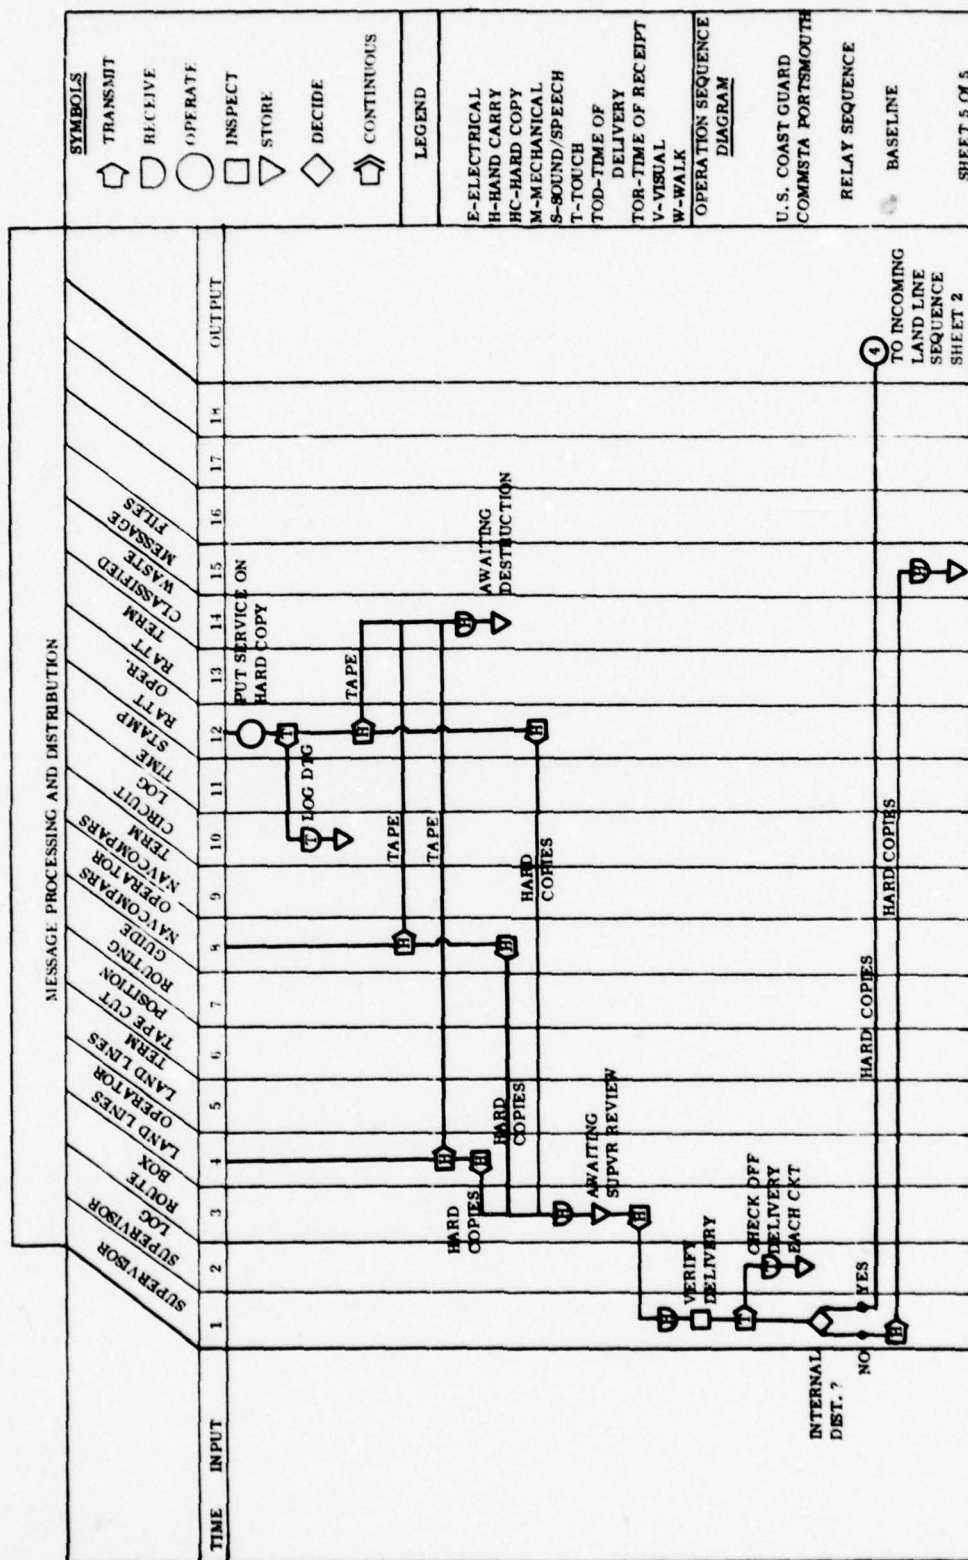 MESSAGE PROCESSING AND DISTRIBUTION
SUPERVISOR
SUPERVISOR
LOG
ROUTE
BOX
LAND LINES
OPERATOR
LAND LINES
TERM
TAPE CUT
POSITION
ROUTING
GUIDE
NAVCOMPARS
OPERATOR
NAVCOMPARS
TERM
CIRCUIT
LOG
TIME
STAMP
RATT
OPER.
RATT
TERM
CLASSIFIED
WASTE
MESSAGE
FILES
TIME INPUT 1 2 3 4 5 6 7 8 9 10 11 12 13 14 15 16 17 18 OUTPUT
PUT SERVICE ON
HARD COPY
T
T
LOG DTG
H
TAPE
H
TAPE
H
TAPE
H
AWAITING
DESTRUCTION
H
HARD
COPIES
H
HARD
COPIES
H
HARD
COPIES
H
AWAITING
SUPVR REVIEW
H
H
VERIFY
DELIVERY
T
T
CHECK OFF
DELIVERY
EACH CKT
INTERNAL
DIST. ?
NO
YES
HARD COPIES
4
TO INCOMING
LAND LINE
SEQUENCE
SHEET 2
H
HARD COPIES
H
SYMBOLS
TRANSMIT
RECEIVE
OPERATE
INSPECT
STORE
DECIDE
CONTINUOUS
LEGEND
E-ELECTRICAL
H-HAND CARY
HC-HARD COPY
M-MECHANICAL
S-SOUND/SPEECH
T-TOUCH
TOD-TIME OF
DELIVERY
TOR-TIME OF RECEIPT
V-VISUAL
W-WALK
OPERATION SEQUENCE
DIAGRAM
U.S. COAST GUARD
COMMSTA PORTSMOUTH
RELAY SEQUENCE
BASELINE
SHEET 5 OF 5